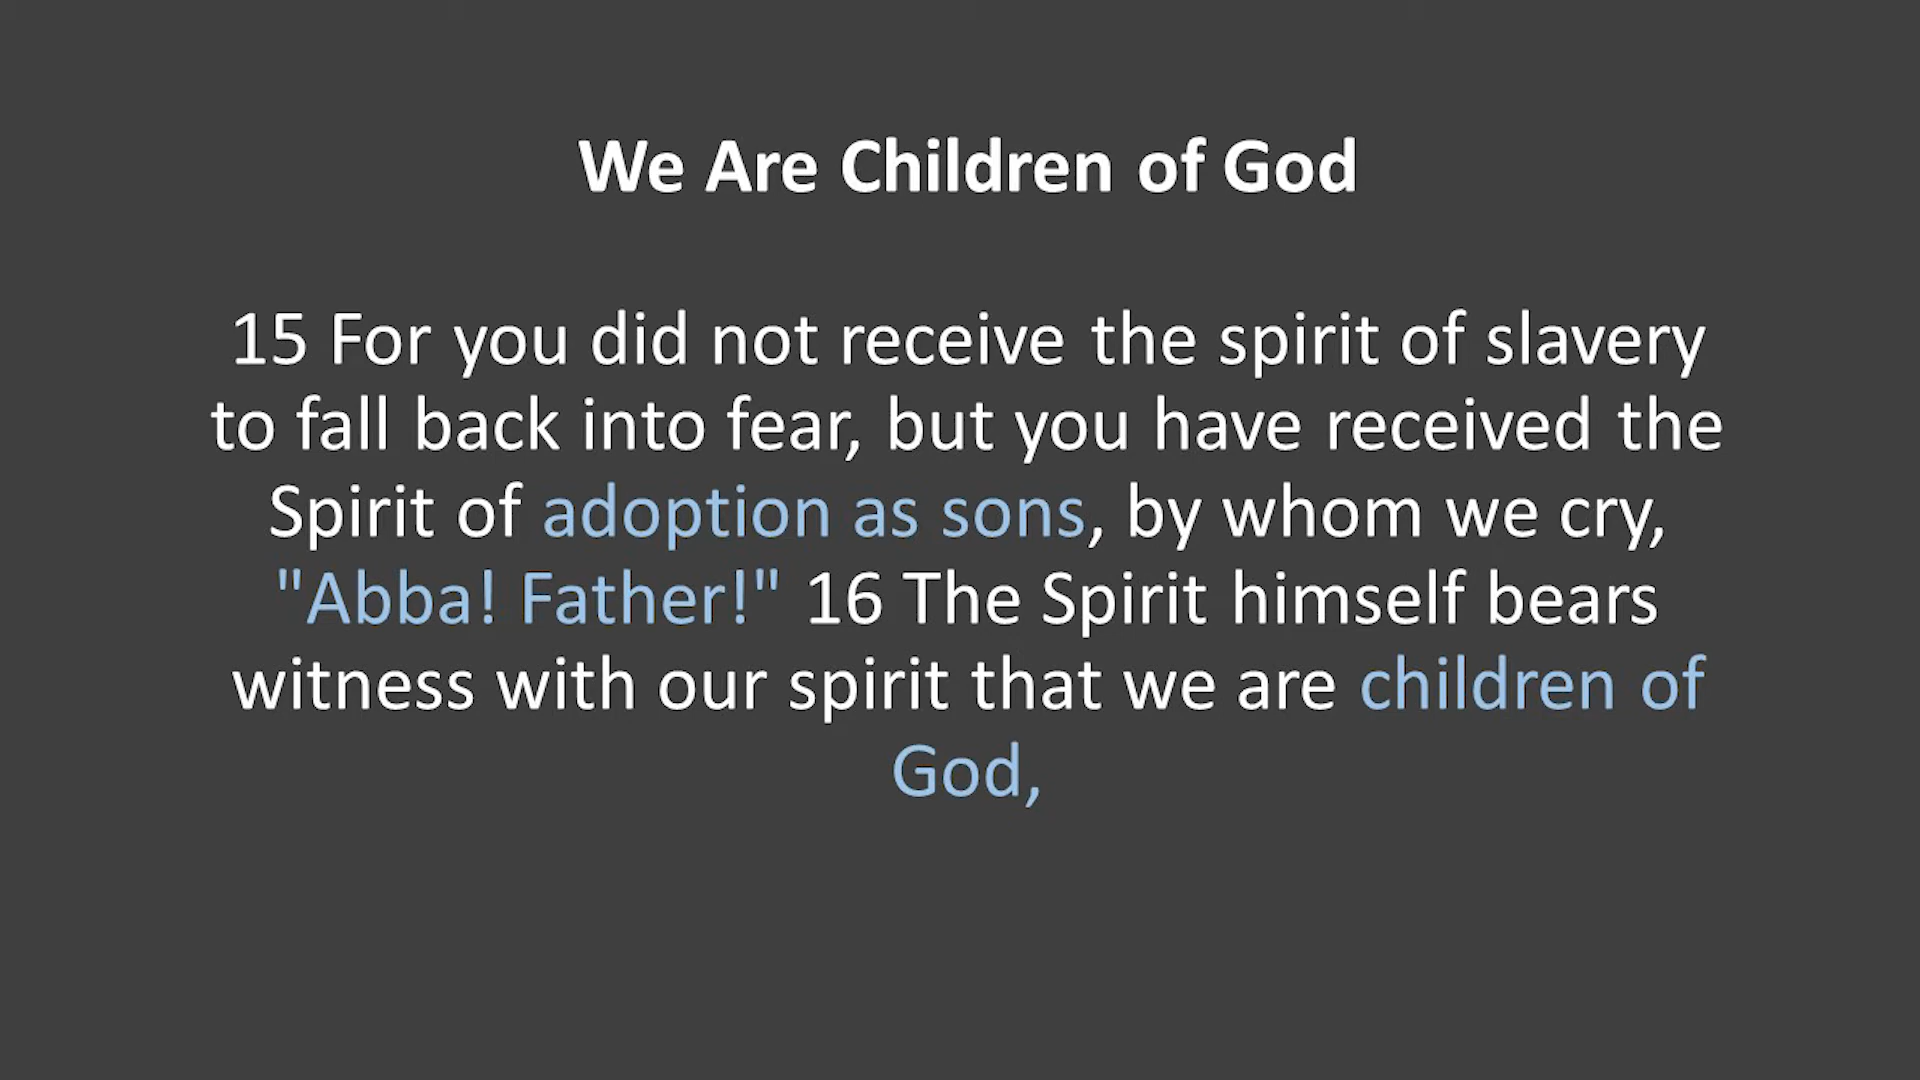 We Are Children of God
15 For you did not receive the spirit of slavery
to fall back into fear, but you have received the
Spirit of adoption as sons, by whom we cry,
"Abba! Father!" 16 The Spirit himself bears
witness with our spirit that we are children of
God,